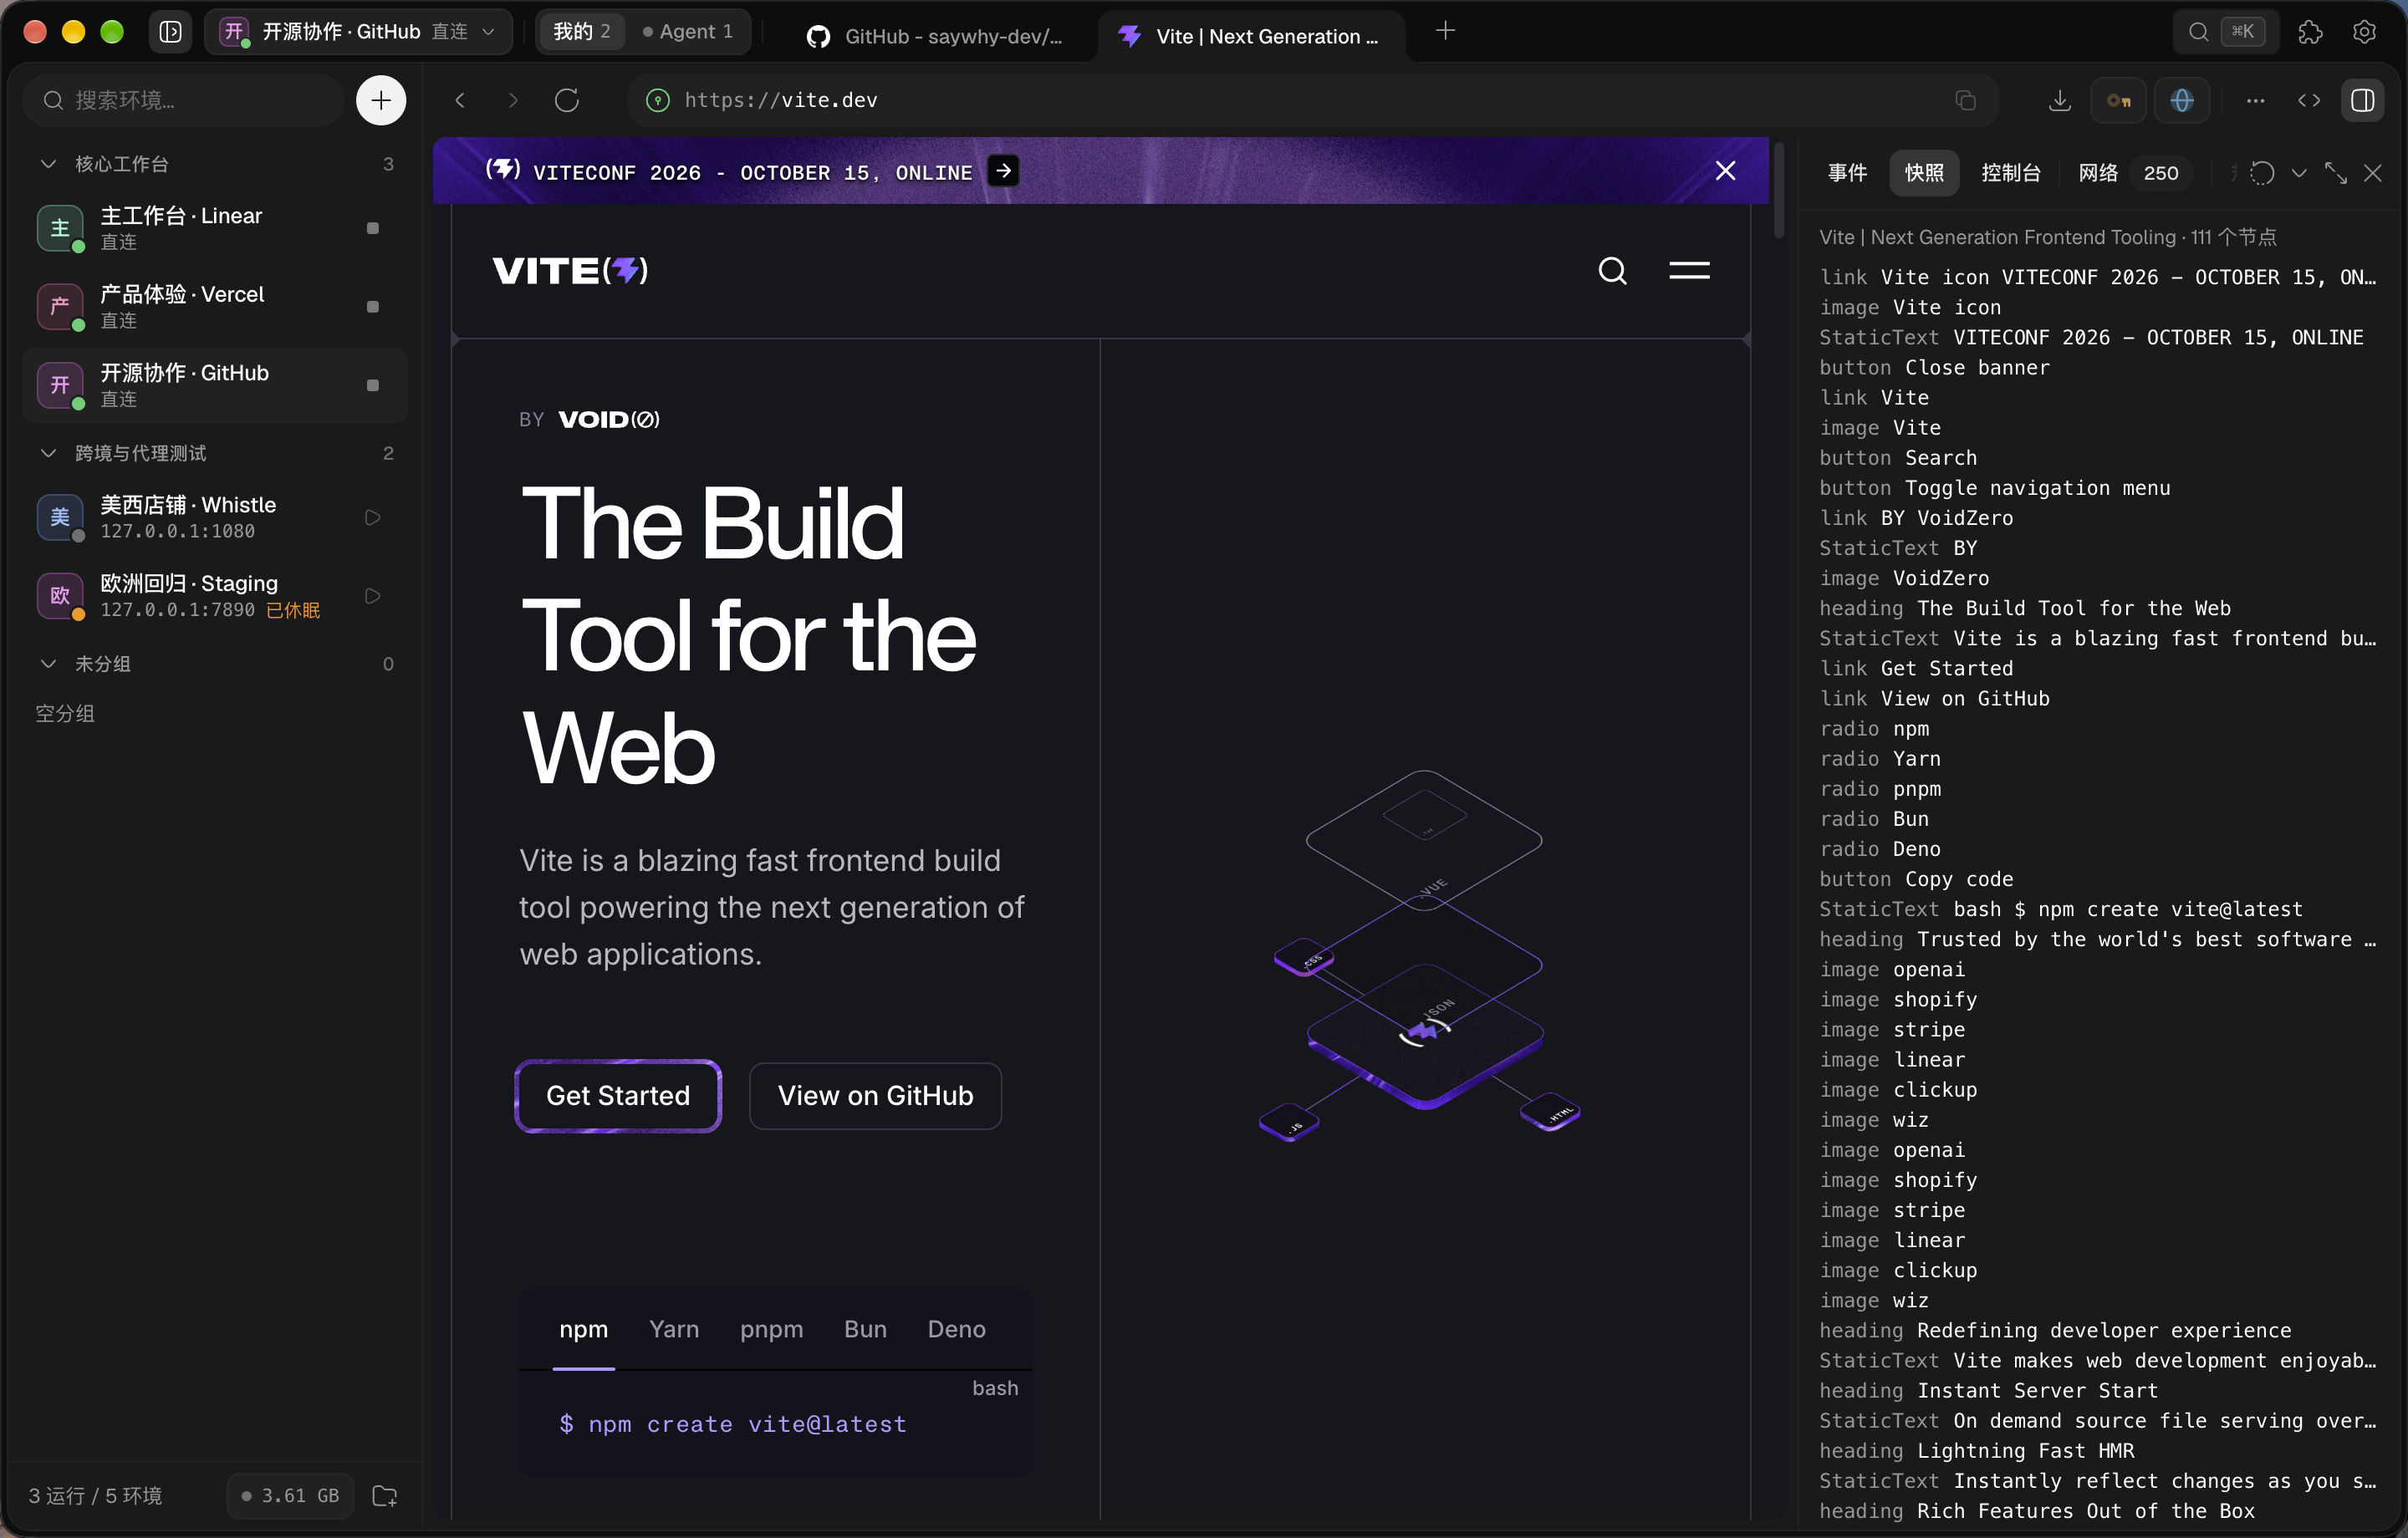 开 开源协作 · GitHub 直连
我的 2
Agent 1
GitHub - saywhy-dev/...
Vite | Next Generation ...
⌘K
搜索环境...
https://vite.dev
核心工作台 3
主 主工作台 · Linear
直连
产 产品体验 · Vercel
直连
开 开源协作 · GitHub
直连
跨境与代理测试 2
美 美西店铺 · Whistle
127.0.0.1:1080
欧 欧洲回归 · Staging
127.0.0.1:7890 已休眠
未分组 0
空分组
3 运行 / 5 环境
3.61 GB
VITECONF 2026 - OCTOBER 15, ONLINE
VITE
BY VOID(0)
The Build
Tool for the
Web
Vite is a blazing fast frontend build
tool powering the next generation of
web applications.
Get Started
View on GitHub
.VUE
.CSS
.JSON
.JS
.HTML
npm Yarn pnpm Bun Deno
bash
$ npm create vite@latest
事件 快照 控制台 网络 250
Vite | Next Generation Frontend Tooling · 111 个节点
link Vite icon VITECONF 2026 – OCTOBER 15, ON…
image Vite icon
StaticText VITECONF 2026 – OCTOBER 15, ONLINE
button Close banner
link Vite
image Vite
button Search
button Toggle navigation menu
link BY VoidZero
StaticText BY
image VoidZero
heading The Build Tool for the Web
StaticText Vite is a blazing fast frontend bu…
link Get Started
link View on GitHub
radio npm
radio Yarn
radio pnpm
radio Bun
radio Deno
button Copy code
StaticText bash $ npm create vite@latest
heading Trusted by the world's best software …
image openai
image shopify
image stripe
image linear
image clickup
image wiz
image openai
image shopify
image stripe
image linear
image clickup
image wiz
heading Redefining developer experience
StaticText Vite makes web development enjoyab…
heading Instant Server Start
StaticText On demand source file serving over…
heading Lightning Fast HMR
StaticText Instantly reflect changes as you s…
heading Rich Features Out of the Box